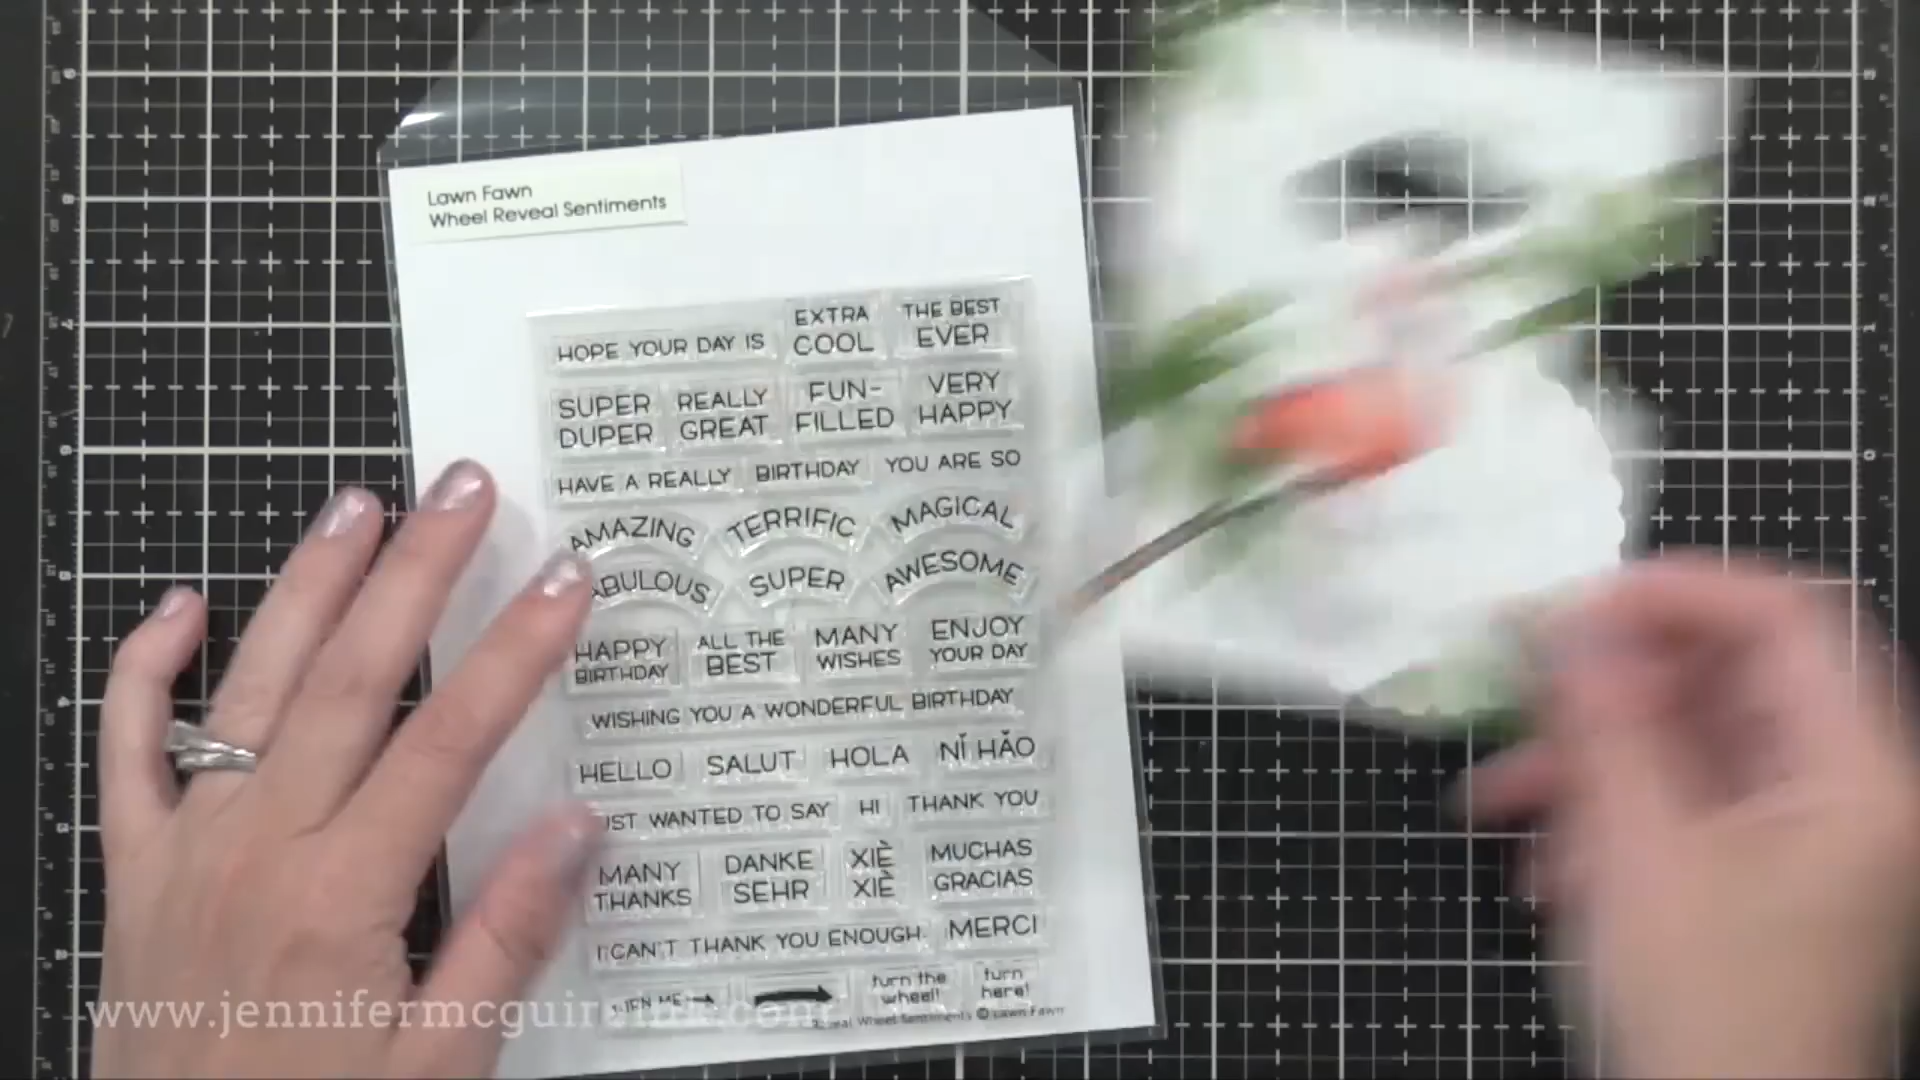 Lawn Fawn
Wheel Reveal Sentiments
HOPE YOUR DAY IS
EXTRA
COOL
THE BEST
EVER
SUPER
DUPER
REALLY
GREAT
FUN-
FILLED
VERY
HAPPY
HAVE A REALLY
BIRTHDAY
YOU ARE SO
AMAZING
TERRIFIC
MAGICAL
ABULOUS
SUPER
AWESOME
HAPPY
BIRTHDAY
ALL THE
BEST
MANY
WISHES
ENJOY
YOUR DAY
WISHING YOU A WONDERFUL BIRTHDAY
HELLO
SALUT
HOLA
NǏ HǍO
UST WANTED TO SAY
HI
THANK YOU
MANY
THANKS
DANKE
SEHR
XIÈ
XIÈ
MUCHAS
GRACIAS
I CAN'T THANK YOU ENOUGH.
MERCI
ME
turn the
wheel!
turn
here!
Wheel Sentiments © Lawn Fawn